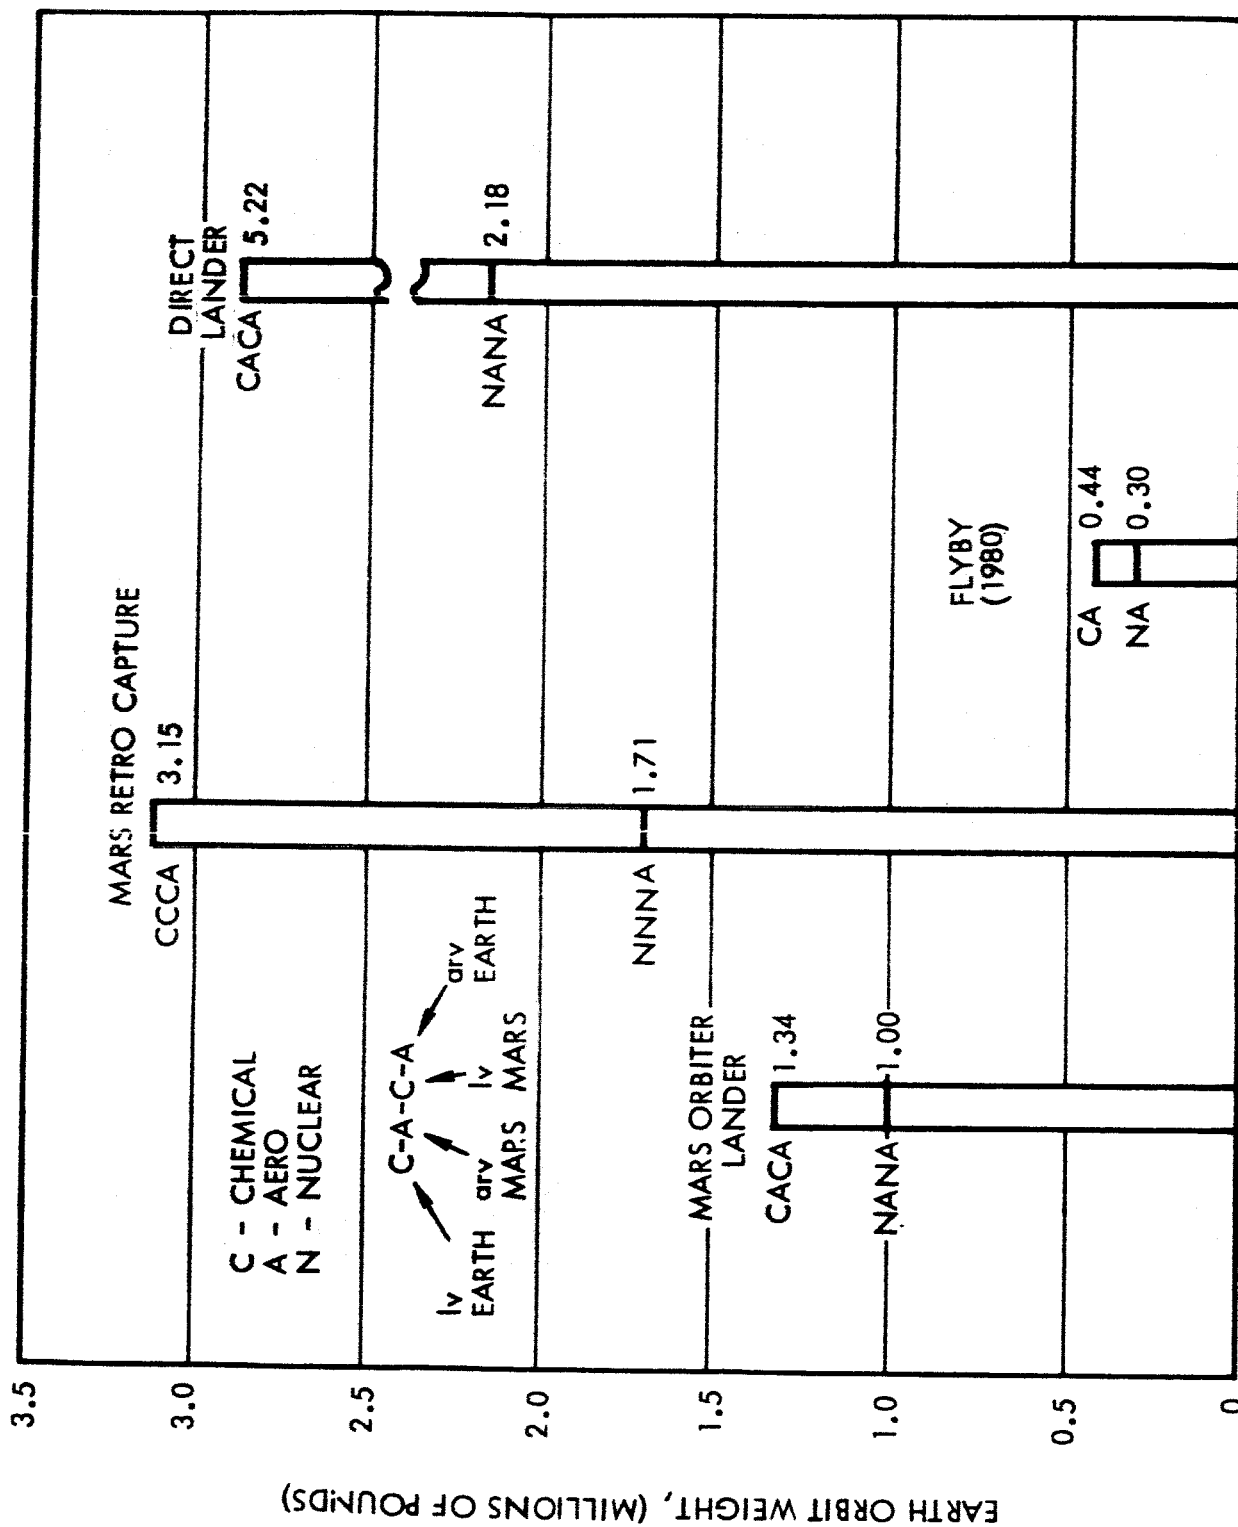 EARTH ORBIT WEIGHT, (MILLIONS OF POUNDS)
3.5
3.0
2.5
2.0
1.5
1.0
0.5
0
C - CHEMICAL
A - AERO
N - NUCLEAR
C-A-C-A
lv EARTH
arv MARS
lv MARS
arv EARTH
MARS ORBITER
LANDER
CACA 1.34
NANA 1.00
MARS RETRO CAPTURE
CCCA 3.15
NNNA 1.71
FLYBY
(1980)
CA 0.44
NA 0.30
DIRECT
LANDER
CACA 5.22
NANA 2.18